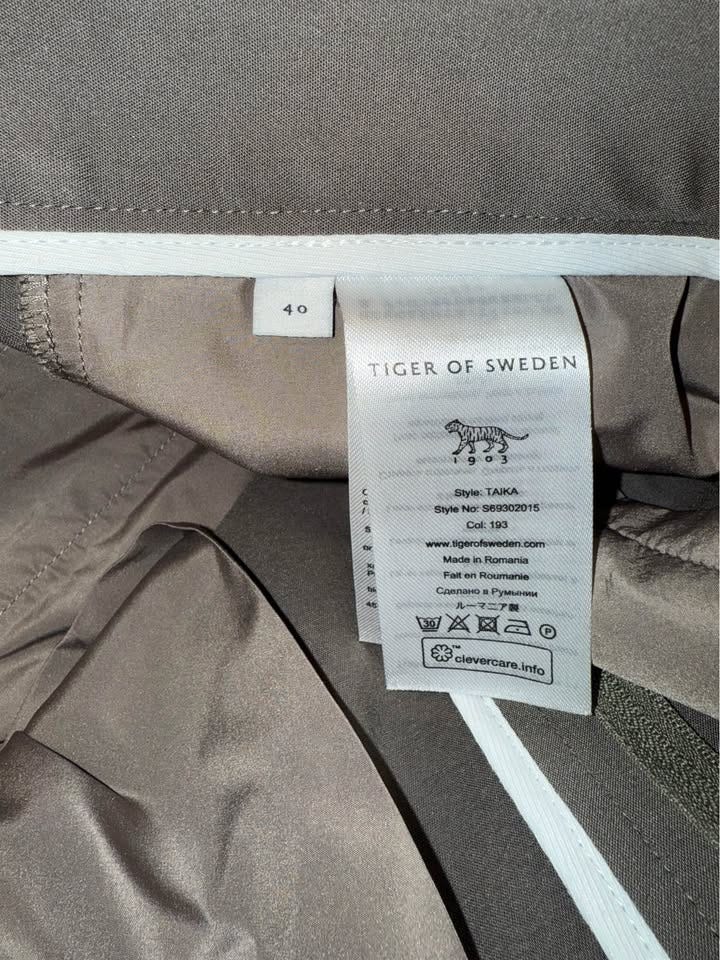 40
TIGER OF SWEDEN
1903
Style: TAIKA
Style No: S69302015
Col: 193
www.tigerofsweden.com
Made in Romania
Fait en Roumanie
Сделано в Румынии
ルーマニア製
30 P
clevercare.info™